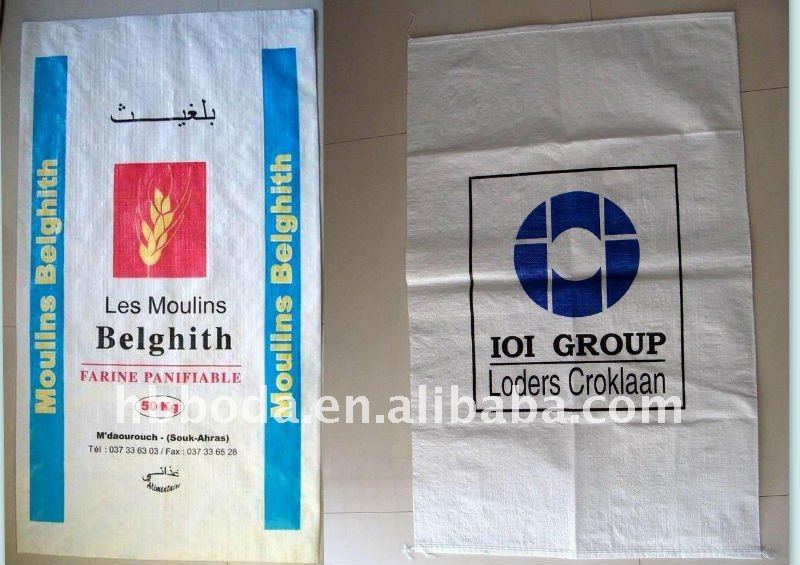 بلغيث
Moulins Belghith
Moulins Belghith
Les Moulins
Belghith
FARINE PANIFIABLE
50 Kg
M'daourouch - (Souk-Ahras)
Tél : 037 33 63 03 / Fax : 037 33 65 28
غذائي
Alimentaire
IOI GROUP
Loders Croklaan
hbboda.en.alibaba.com